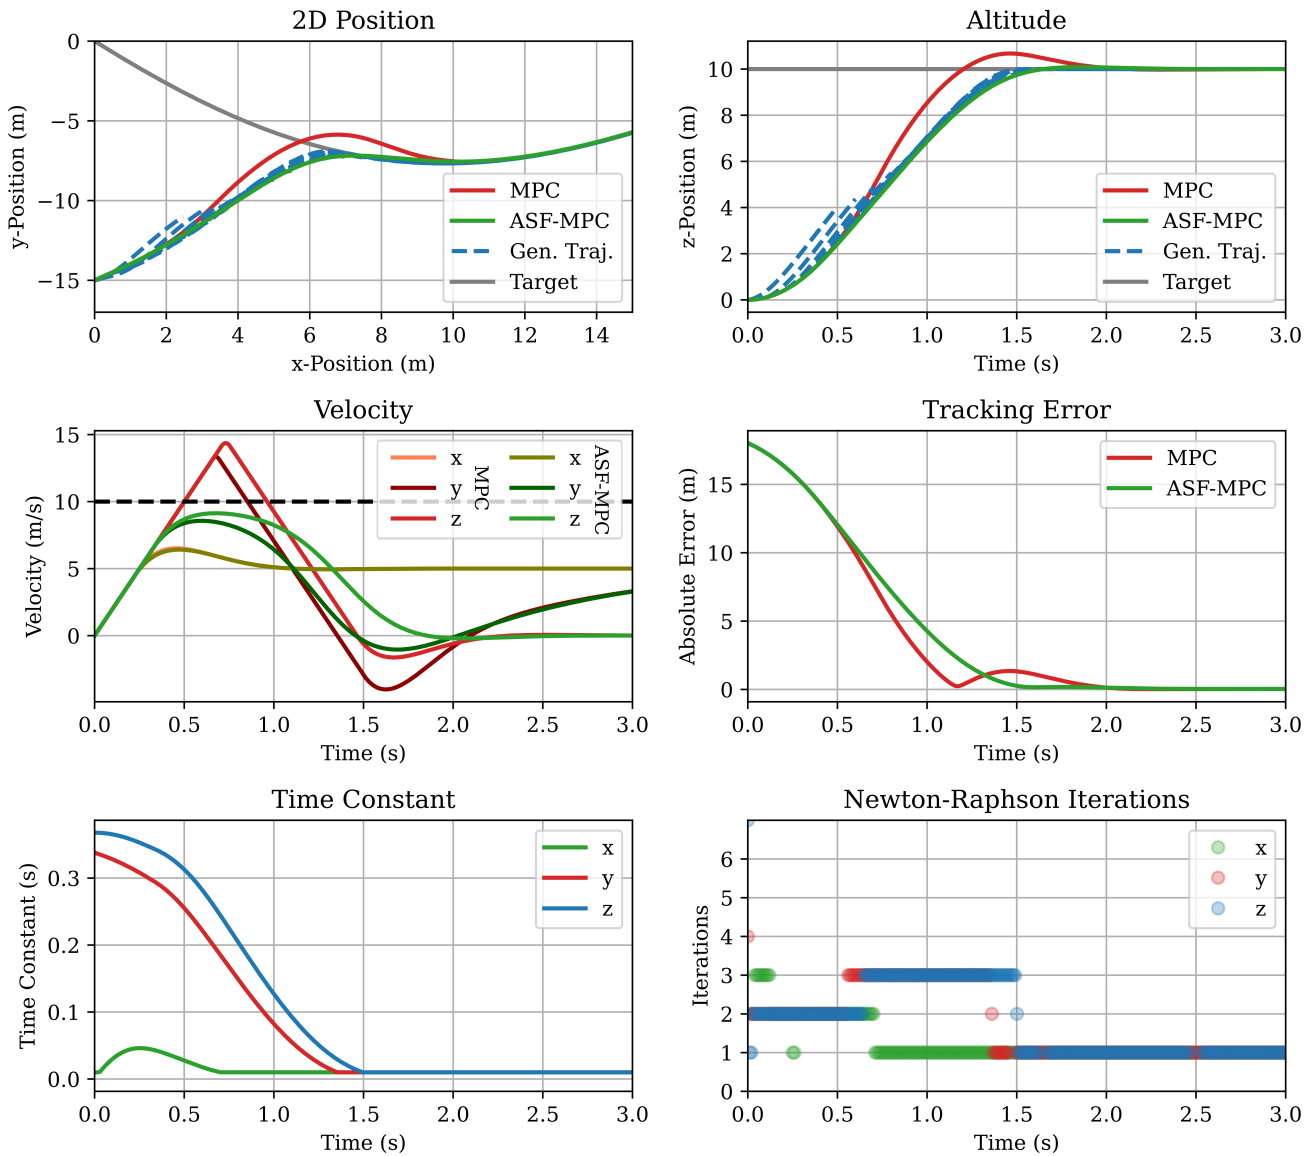 2D Position
0
−5
−10
−15
y-Position (m)
MPC
ASF-MPC
Gen. Traj.
Target
0 2 4 6 8 10 12 14
x-Position (m)
Altitude
10
8
6
4
2
0
z-Position (m)
MPC
ASF-MPC
Gen. Traj.
Target
0.0 0.5 1.0 1.5 2.0 2.5 3.0
Time (s)
Velocity
15
10
5
0
Velocity (m/s)
x x
y y
z z
MPC
ASF-MPC
0.0 0.5 1.0 1.5 2.0 2.5 3.0
Time (s)
Tracking Error
15
10
5
0
Absolute Error (m)
MPC
ASF-MPC
0.0 0.5 1.0 1.5 2.0 2.5 3.0
Time (s)
Time Constant
0.3
0.2
0.1
0.0
Time Constant (s)
x
y
z
0.0 0.5 1.0 1.5 2.0 2.5 3.0
Time (s)
Newton-Raphson Iterations
6
5
4
3
2
1
0
Iterations
x
y
z
0.0 0.5 1.0 1.5 2.0 2.5 3.0
Time (s)